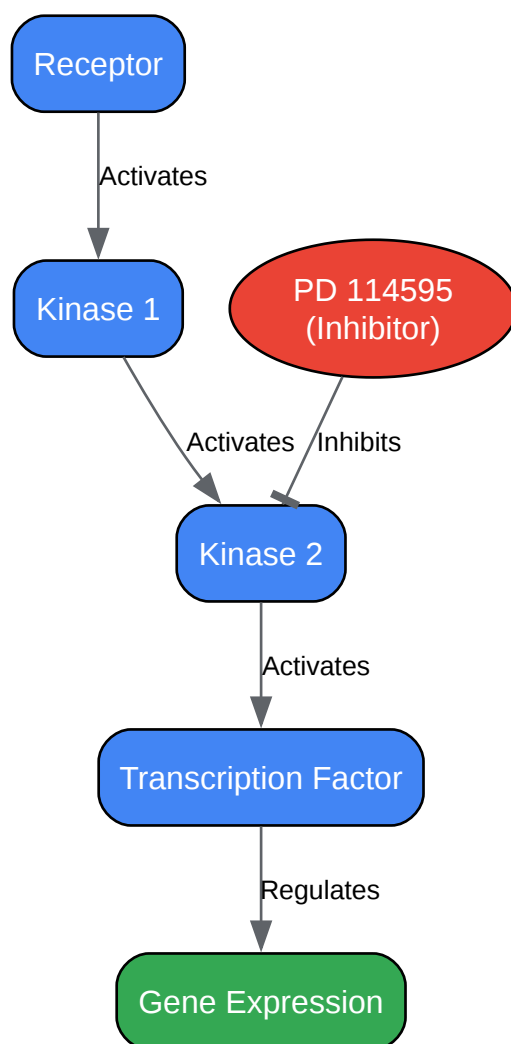 Receptor
Activates
Kinase 1
PD 114595
(Inhibitor)
Activates
Inhibits
Kinase 2
Activates
Transcription Factor
Regulates
Gene Expression